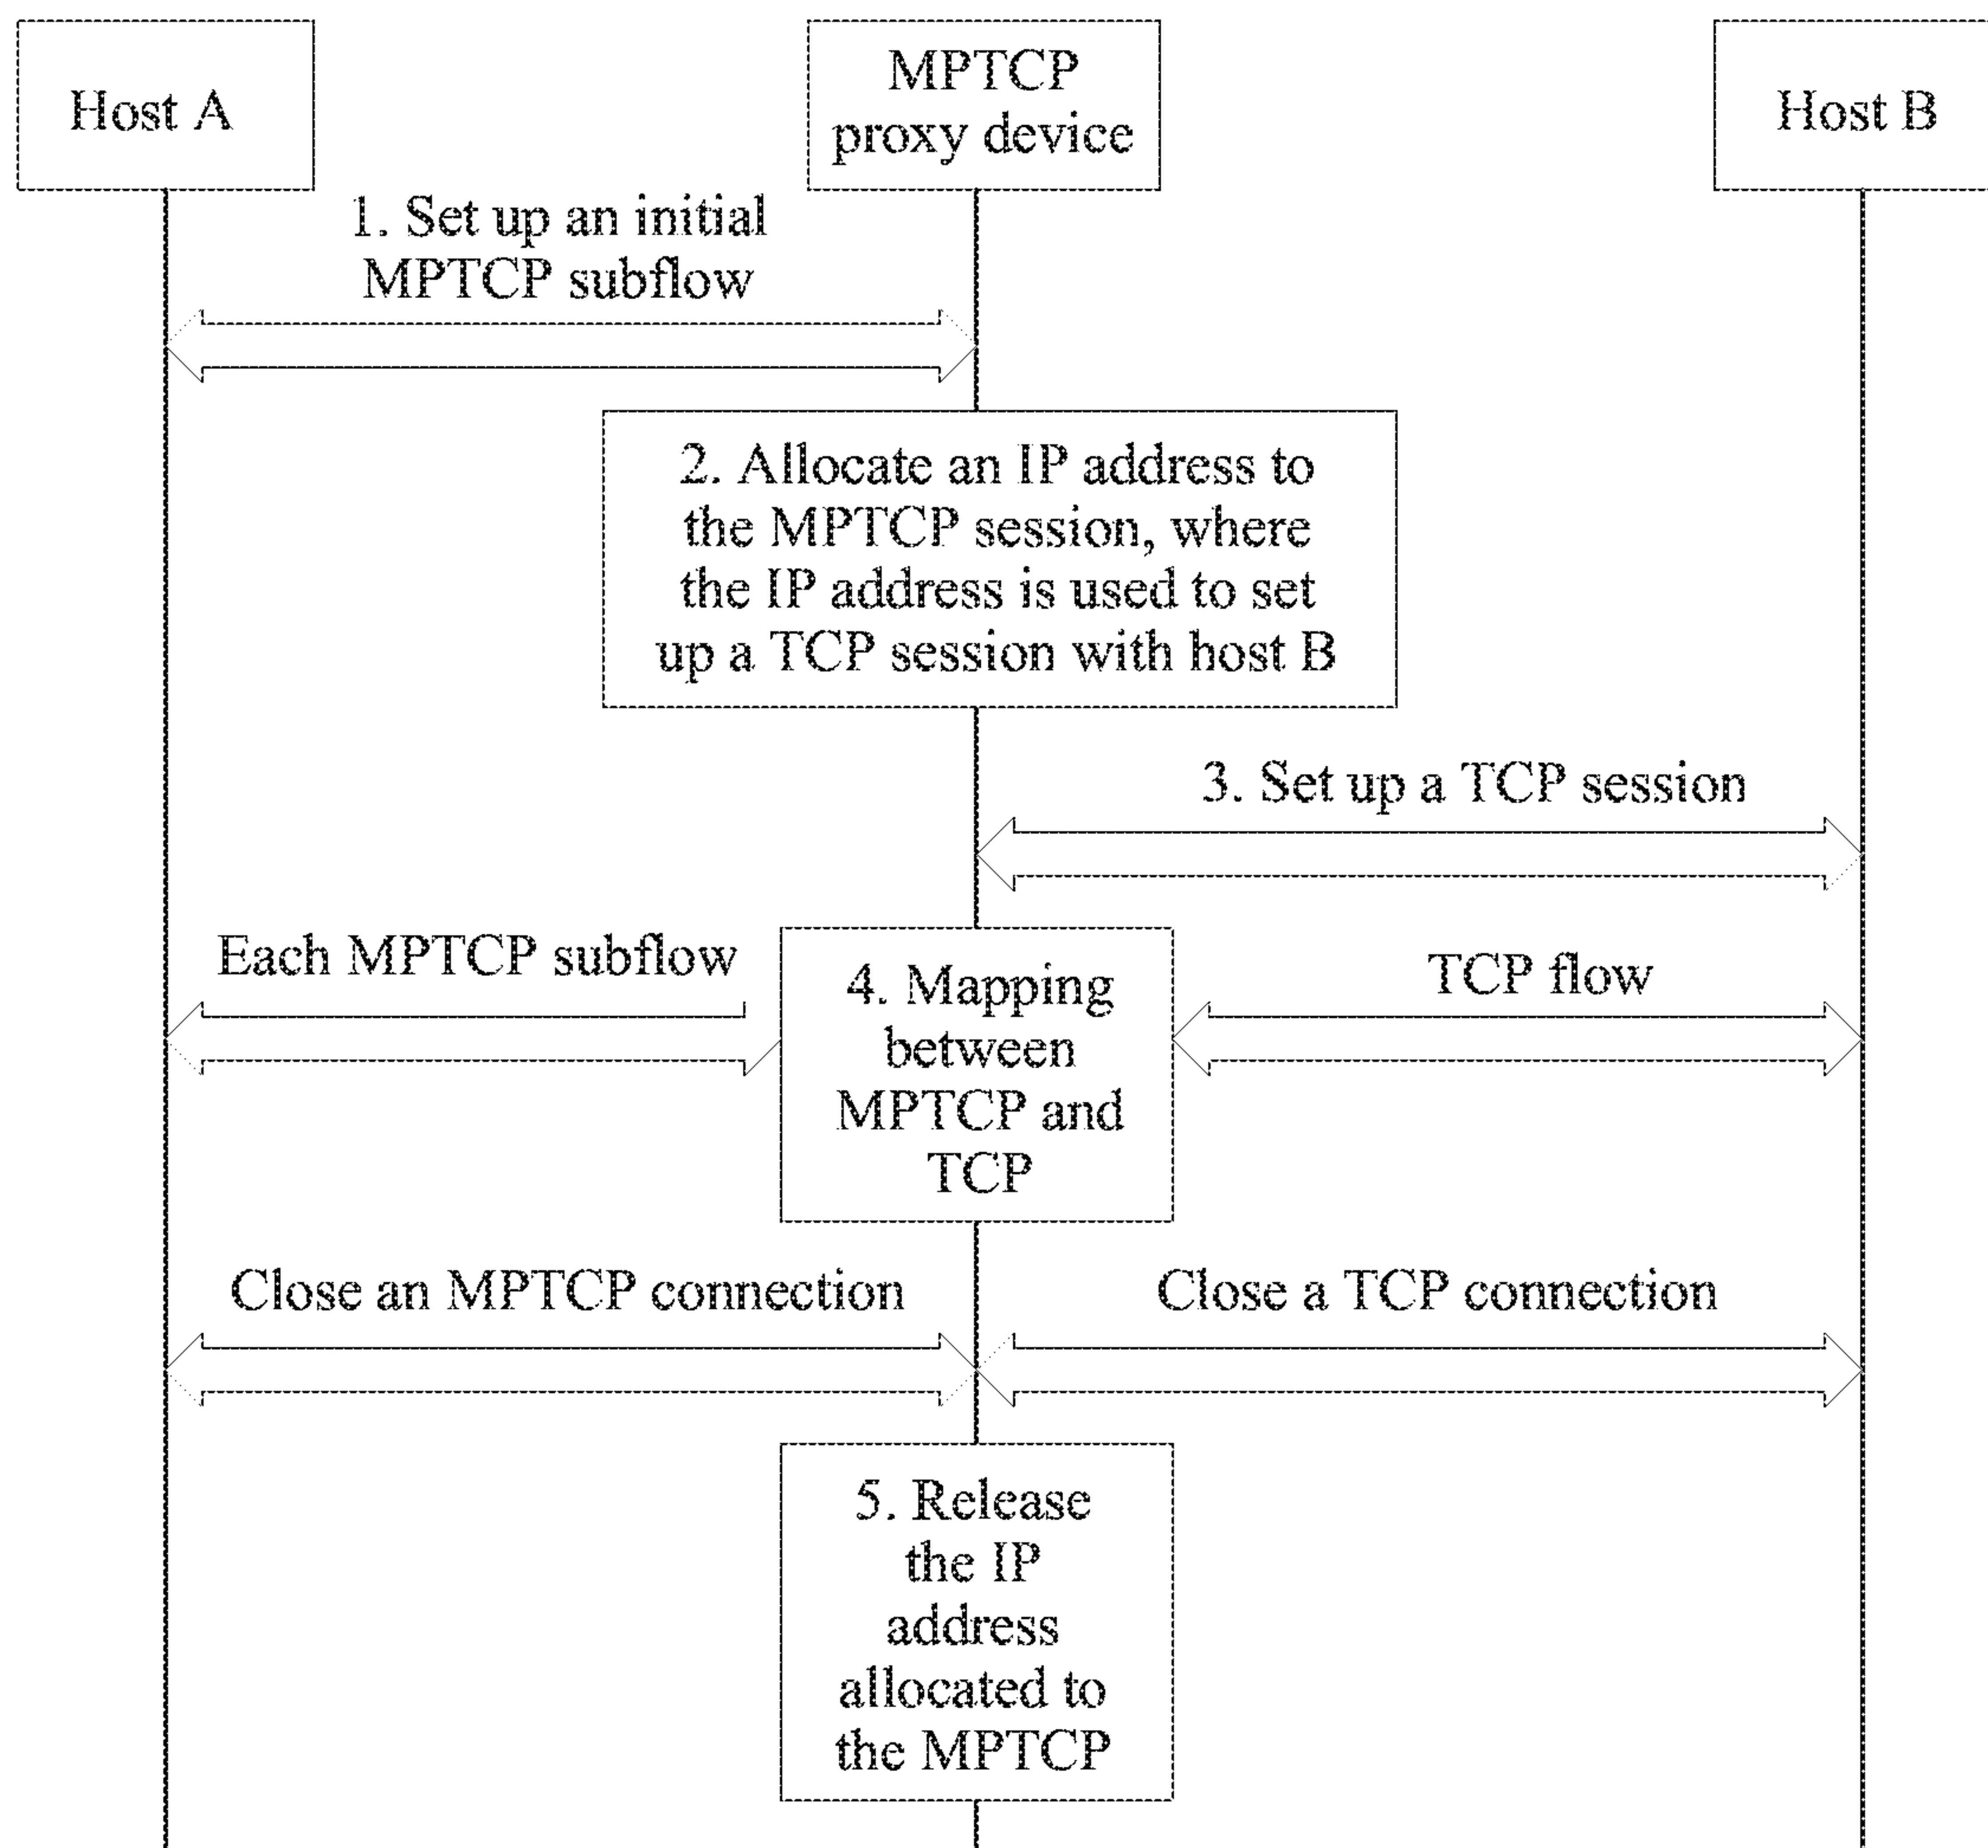 Host A
MPTCP
proxy device
Host B
1. Set up an initial
MPTCP subflow
2. Allocate an IP address to
the MPTCP session, where
the IP address is used to set
up a TCP session with host B
3. Set up a TCP session
Each MPTCP subflow
4. Mapping
between
MPTCP and
TCP
TCP flow
Close an MPTCP connection
Close a TCP connection
5. Release
the IP
address
allocated to
the MPTCP